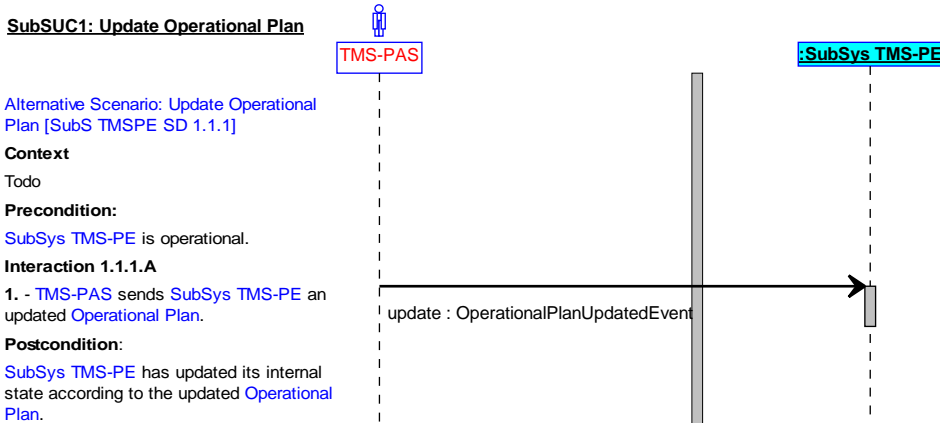 SubSUC1: Update Operational Plan
TMS-PAS
:SubSys TMS-PE
Alternative Scenario: Update Operational
Plan [SubS TMSPE SD 1.1.1]
Context
Todo
Precondition:
SubSys TMS-PE is operational.
Interaction 1.1.1.A
1. - TMS-PAS sends SubSys TMS-PE an
updated Operational Plan.
update : OperationalPlanUpdatedEvent
Postcondition:
SubSys TMS-PE has updated its internal
state according to the updated Operational
Plan.